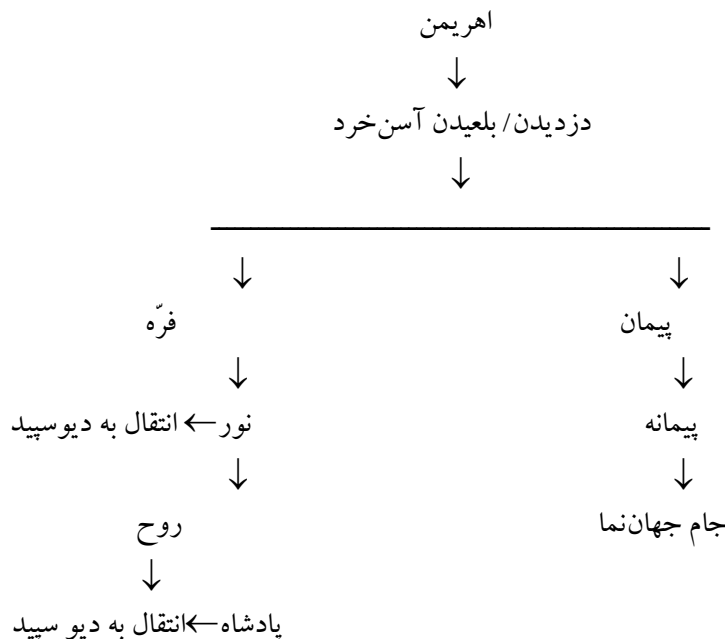 اهریمن
↓
دزدیدن/ بلعیدن آسن‌خرد
↓
↓ ↓
پیمان فرّه
↓ ↓
پیمانه نور← انتقال به دیوسپید
↓ ↓
جام جهان‌نما روح
↓
پادشاه←انتقال به دیو سپید